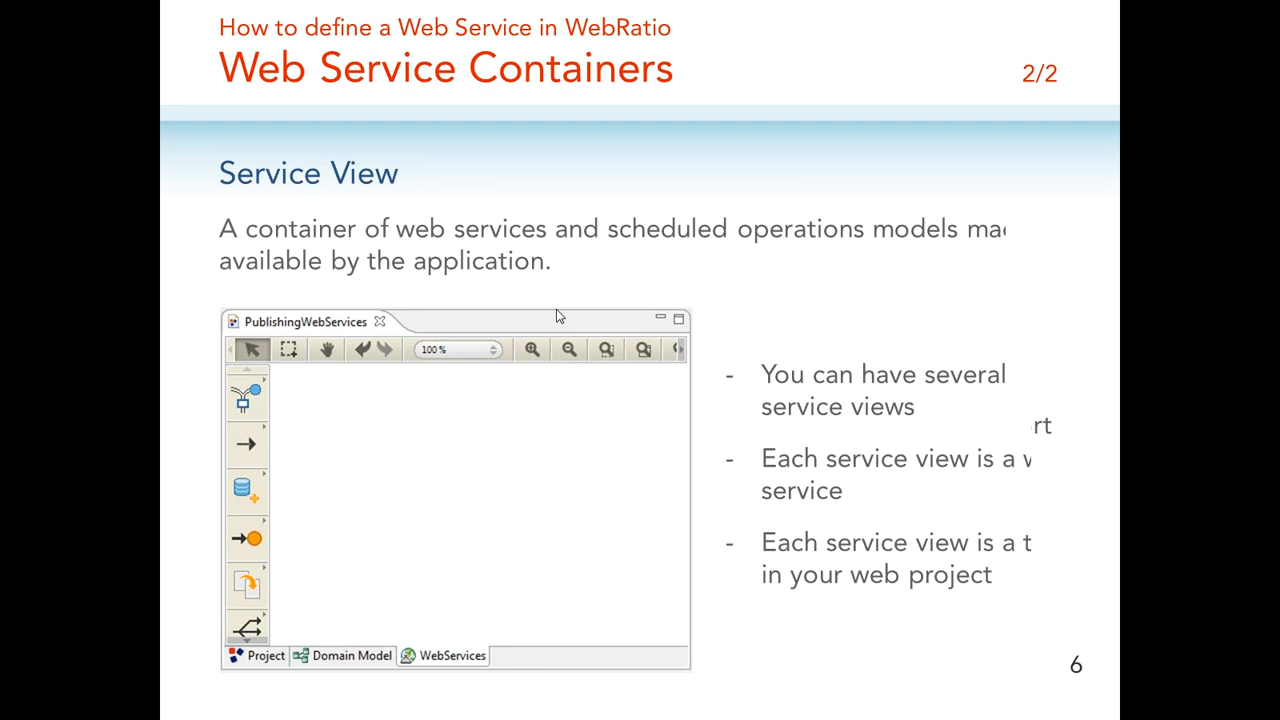 How to define a Web Service in WebRatio
Web Service Containers
2/2
Service View
A container of web services and scheduled operations models
available by the application.
PublishingWebServices
100 %
- You can have several
service views
rt
- Each service view is a
service
- Each service view is a
in your web project
Project
Domain Model
WebServices
6